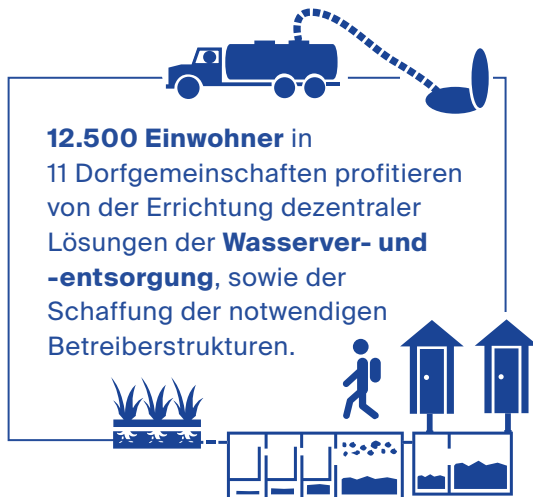 12.500 Einwohner in
11 Dorfgemeinschaften profitieren
von der Errichtung dezentraler
Lösungen der Wasserver- und
-entsorgung, sowie der
Schaffung der notwendigen
Betreiberstrukturen.